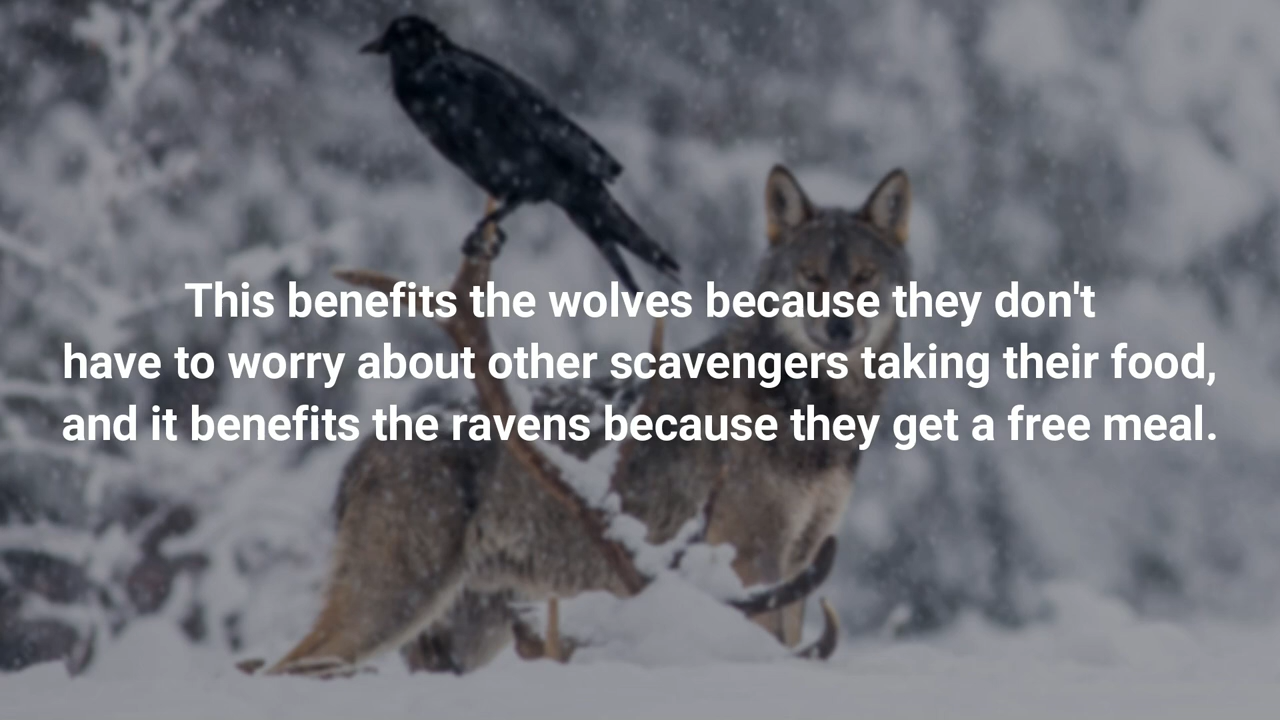 This benefits the wolves because they don't
have to worry about other scavengers taking their food,
and it benefits the ravens because they get a free meal.